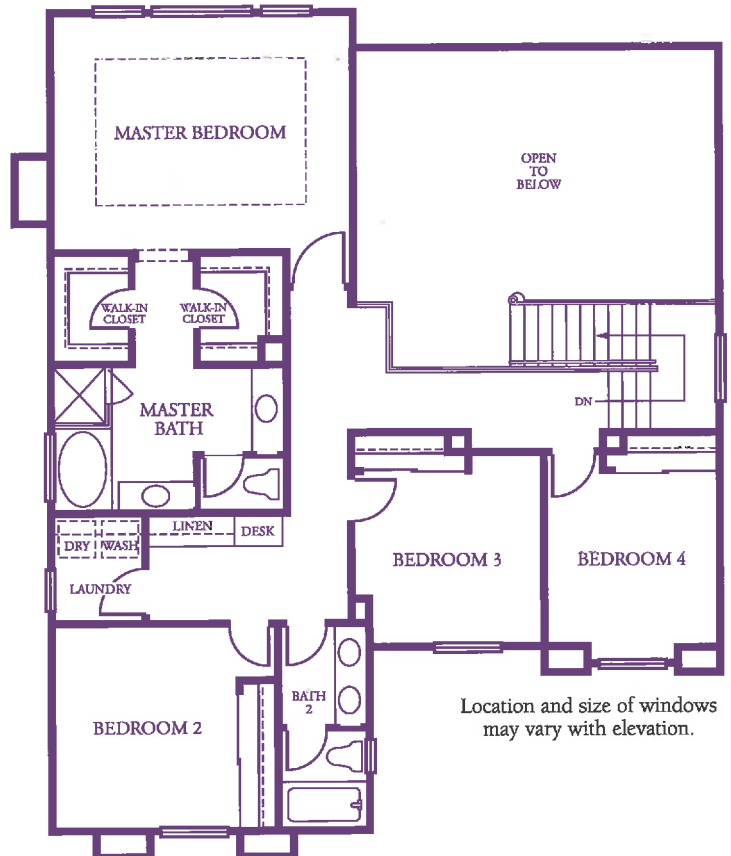 MASTER BEDROOM
OPEN
TO
BELOW
WALK-IN
CLOSET
WALK-IN
CLOSET
MASTER
BATH
DN
LINEN
DESK
DRY
WASH
LAUNDRY
BEDROOM 3
BEDROOM 4
BATH
2
BEDROOM 2
Location and size of windows
may vary with elevation.